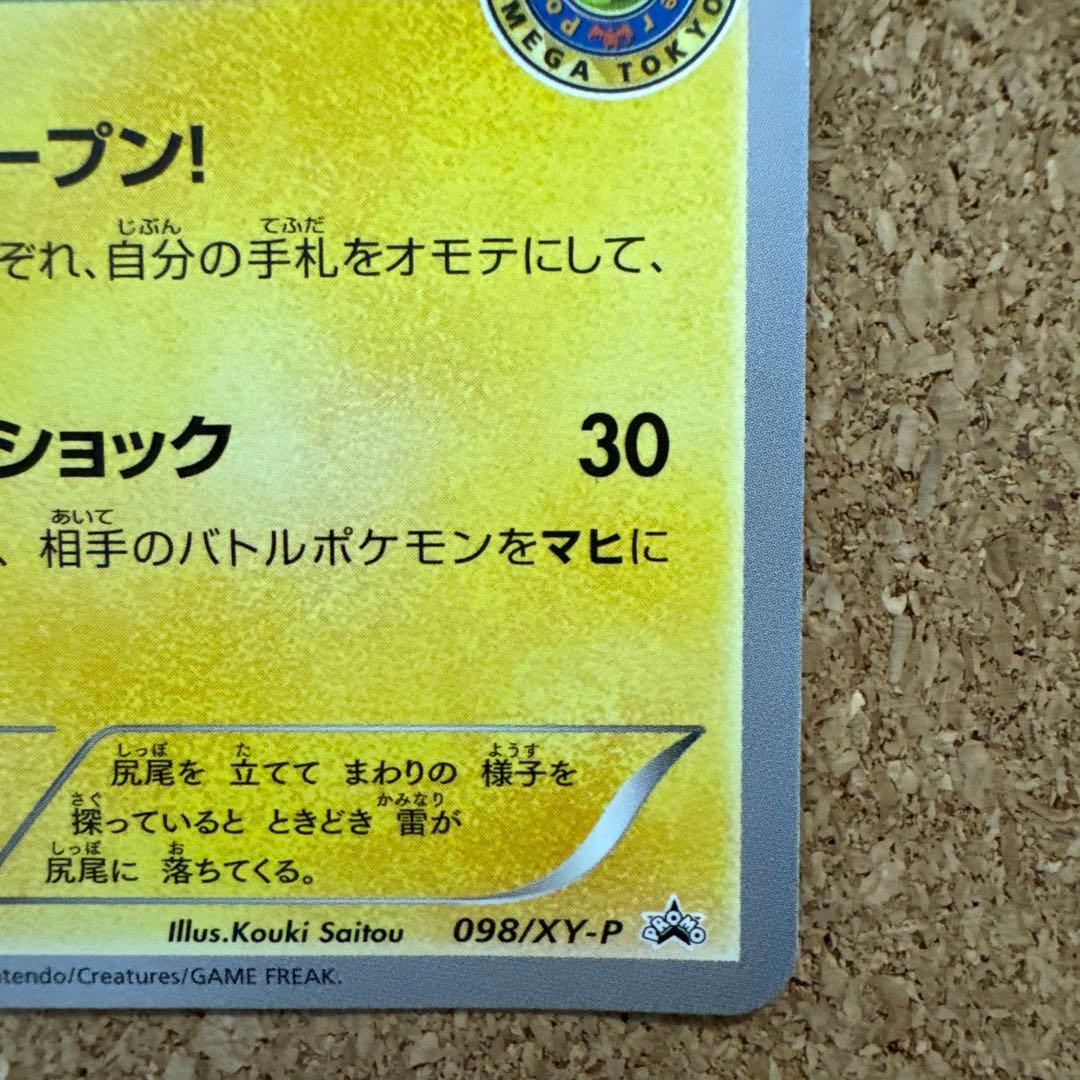 MEGA TOKYO
ープン!
ぞれ、自分の手札をオモテにして、
ショック 30
、相手のバトルポケモンをマヒに
尻尾を 立てて まわりの 様子を
探っていると ときどき 雷が
尻尾に 落ちてくる。
Illus.Kouki Saitou 098/XY-P PROMO
ntendo/Creatures/GAME FREAK.